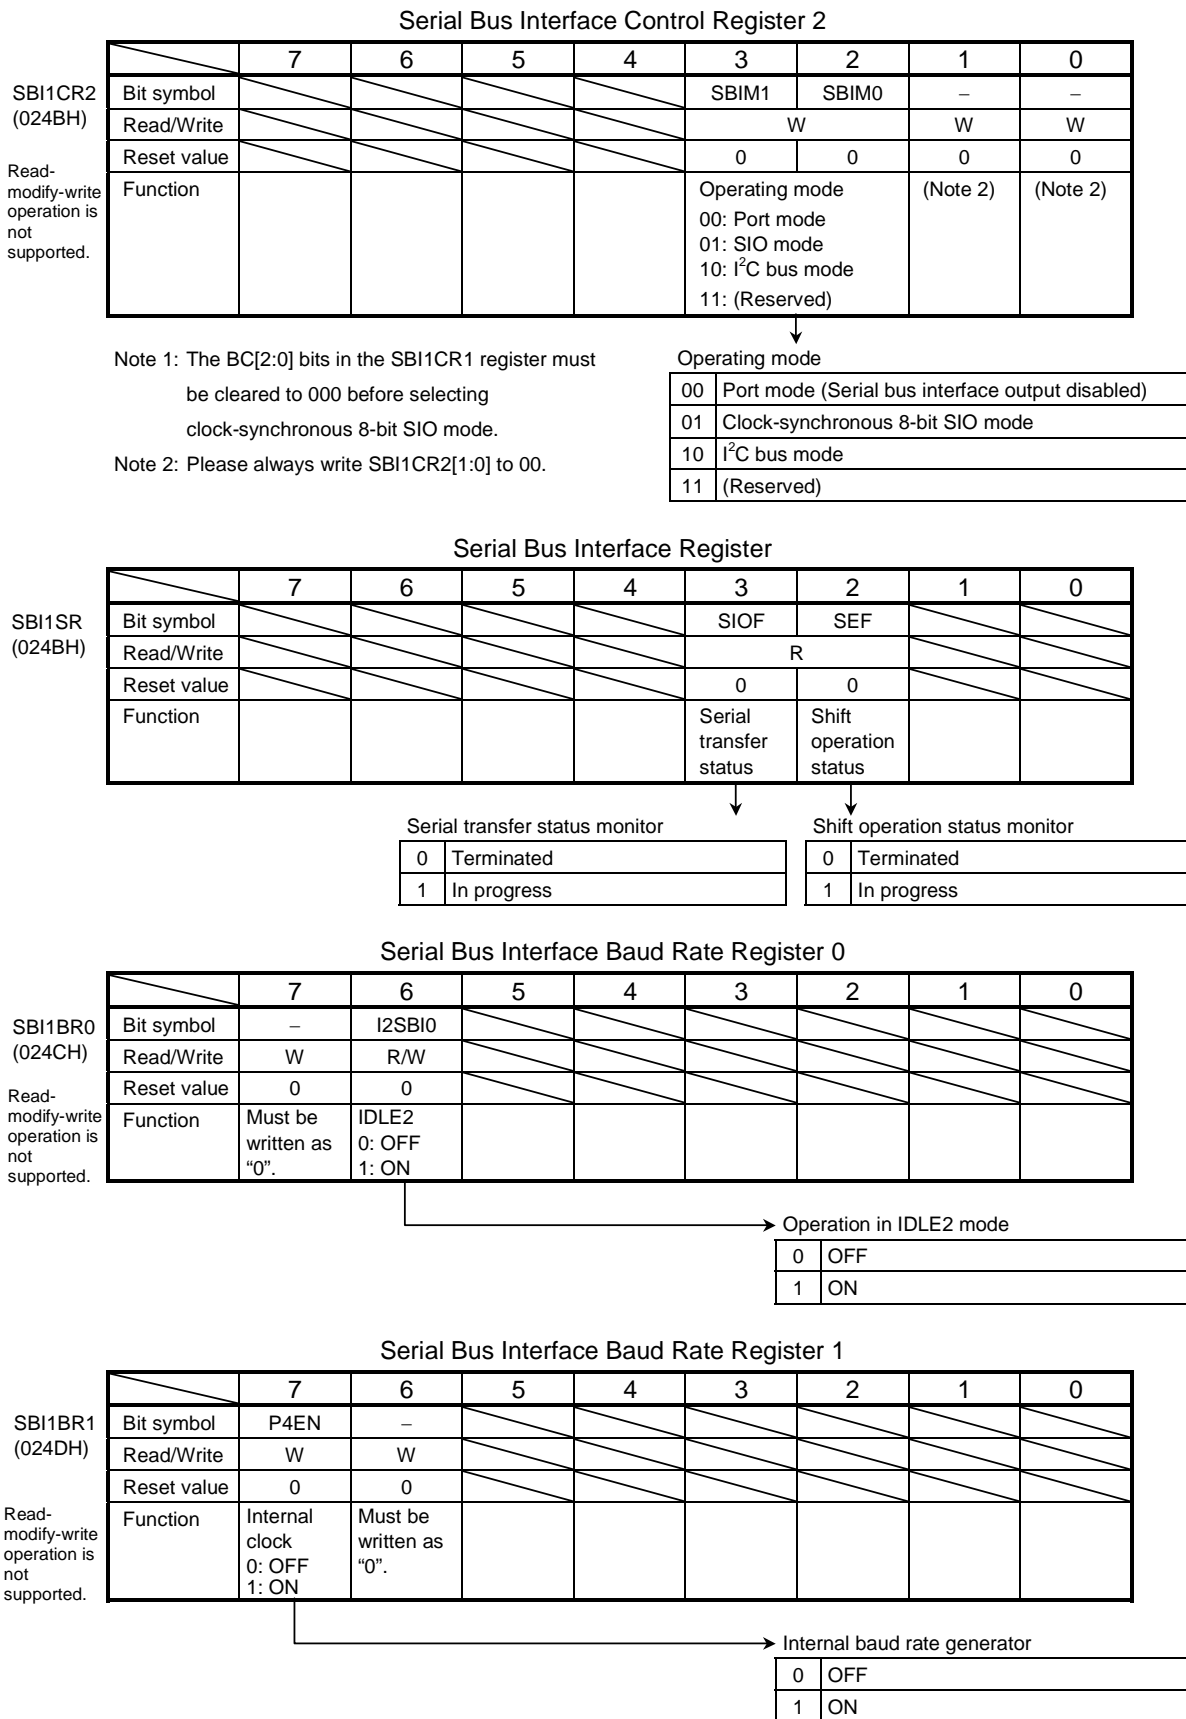 Serial Bus Interface Control Register 2
7 6 5 4 3 2 1 0
SBI1CR2
(024BH)
Read-
modify-write
operation is
not
supported.
Bit symbol SBIM1 SBIM0 – –
Read/Write W W W
Reset value 0 0 0 0
Function Operating mode (Note 2) (Note 2)
00: Port mode
01: SIO mode
10: I²C bus mode
11: (Reserved)
Note 1: The BC[2:0] bits in the SBI1CR1 register must
be cleared to 000 before selecting
clock-synchronous 8-bit SIO mode.
Note 2: Please always write SBI1CR2[1:0] to 00.
Operating mode
00 Port mode (Serial bus interface output disabled)
01 Clock-synchronous 8-bit SIO mode
10 I²C bus mode
11 (Reserved)
Serial Bus Interface Register
7 6 5 4 3 2 1 0
SBI1SR
(024BH)
Bit symbol SIOF SEF
Read/Write R
Reset value 0 0
Function Serial Shift
transfer operation
status status
Serial transfer status monitor
0 Terminated
1 In progress
Shift operation status monitor
0 Terminated
1 In progress
Serial Bus Interface Baud Rate Register 0
7 6 5 4 3 2 1 0
SBI1BR0
(024CH)
Read-
modify-write
operation is
not
supported.
Bit symbol – I2SBI0
Read/Write W R/W
Reset value 0 0
Function Must be IDLE2
written as 0: OFF
“0”. 1: ON
Operation in IDLE2 mode
0 OFF
1 ON
Serial Bus Interface Baud Rate Register 1
7 6 5 4 3 2 1 0
SBI1BR1
(024DH)
Read-
modify-write
operation is
not
supported.
Bit symbol P4EN –
Read/Write W W
Reset value 0 0
Function Internal Must be
clock written as
0: OFF “0”.
1: ON
Internal baud rate generator
0 OFF
1 ON